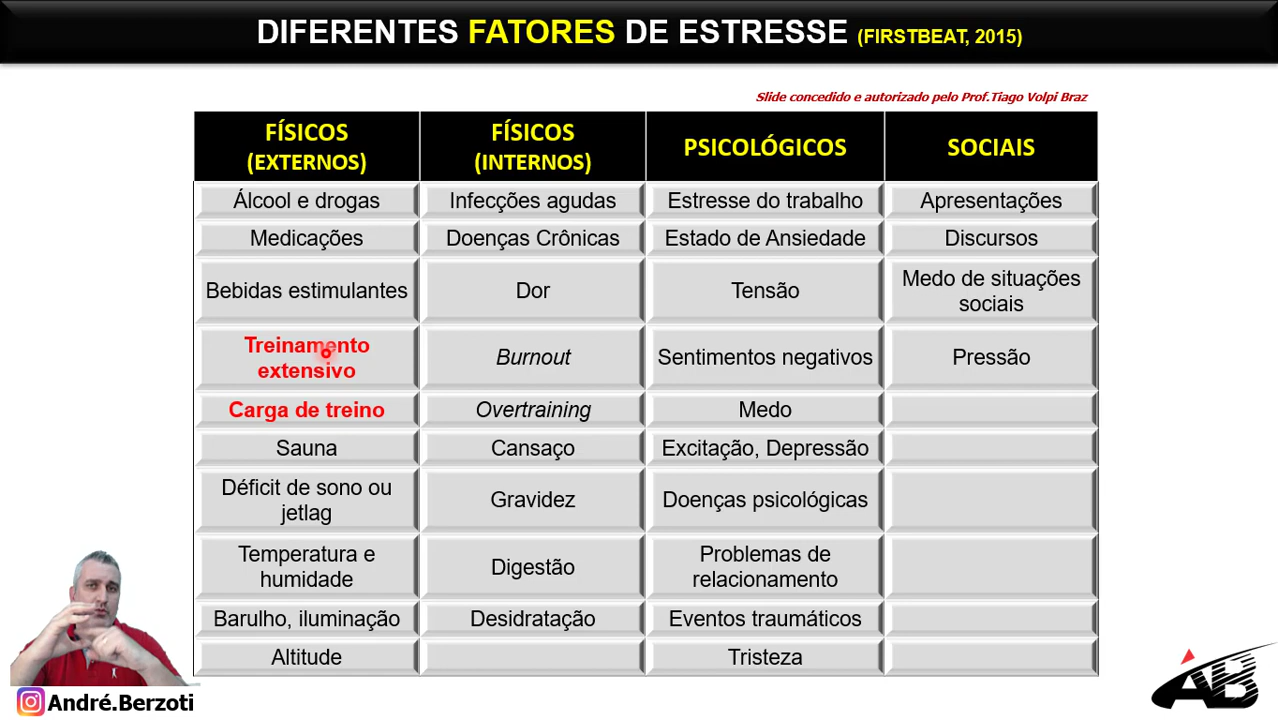 DIFERENTES FATORES DE ESTRESSE (FIRSTBEAT, 2015)
Slide concedido e autorizado pelo Prof.Tiago Volpi Braz
FÍSICOS
(EXTERNOS)
FÍSICOS
(INTERNOS)
PSICOLÓGICOS
SOCIAIS
Álcool e drogas
Infecções agudas
Estresse do trabalho
Apresentações
Medicações
Doenças Crônicas
Estado de Ansiedade
Discursos
Bebidas estimulantes
Dor
Tensão
Medo de situações
sociais
Treinamento
extensivo
Burnout
Sentimentos negativos
Pressão
Carga de treino
Overtraining
Medo
Sauna
Cansaço
Excitação, Depressão
Déficit de sono ou
jetlag
Gravidez
Doenças psicológicas
Temperatura e
humidade
Digestão
Problemas de
relacionamento
Barulho, iluminação
Desidratação
Eventos traumáticos
Altitude
Tristeza
André.Berzoti
AB